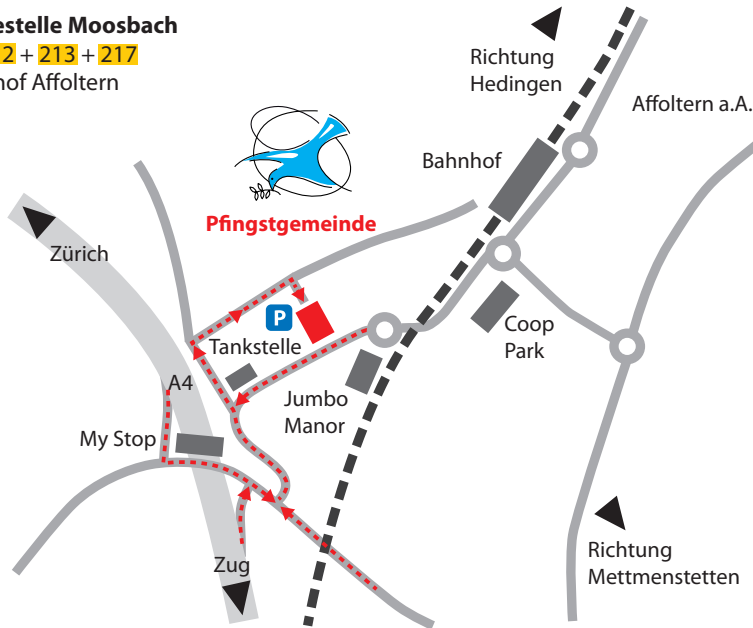 estelle Moosbach
2 + 213 + 217
hof Affoltern
Richtung
Hedingen
Affoltern a.A.
Bahnhof
Pfingstgemeinde
Zürich
P
Tankstelle
Coop
Park
A4
Jumbo
Manor
My Stop
Zug
Richtung
Mettmenstetten